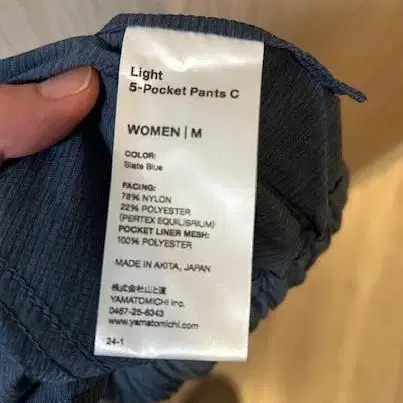 Light
5-Pocket Pants C
WOMEN | M
COLOR:
Slate Blue
FACING:
78% NYLON
22% POLYESTER
(PERTEX EQUILIBRIUM)
POCKET LINER MESH:
100% POLYESTER
MADE IN AKITA, JAPAN
株式会社山と道
YAMATOMICHI Inc.
0467-25-6343
www.yamatomichi.com
24-1